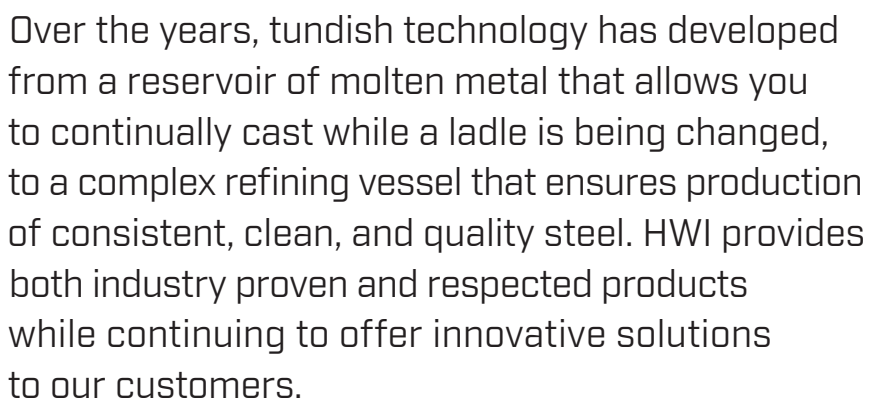 Over the years, tundish technology has developed
from a reservoir of molten metal that allows you
to continually cast while a ladle is being changed,
to a complex refining vessel that ensures production
of consistent, clean, and quality steel. HWI provides
both industry proven and respected products
while continuing to offer innovative solutions
to our customers.